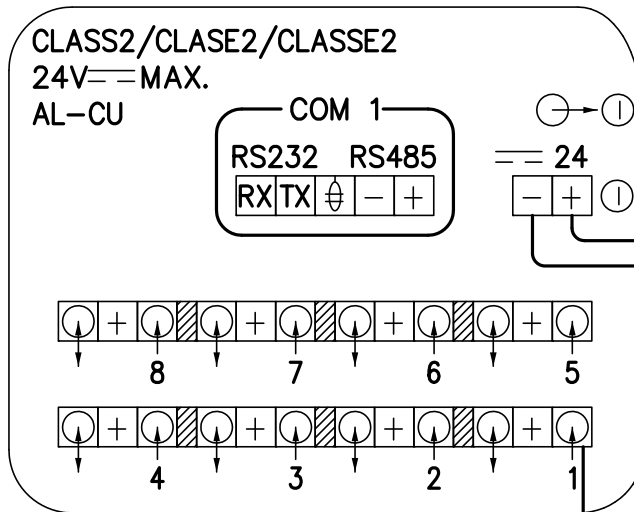 CLASS2/CLASE2/CLASSE2
24V⎓MAX.
AL-CU
COM 1
RS232 RS485
⎓ 24
RX TX - +
- +
+ + + +
8 7 6 5
+ + + +
4 3 2 1